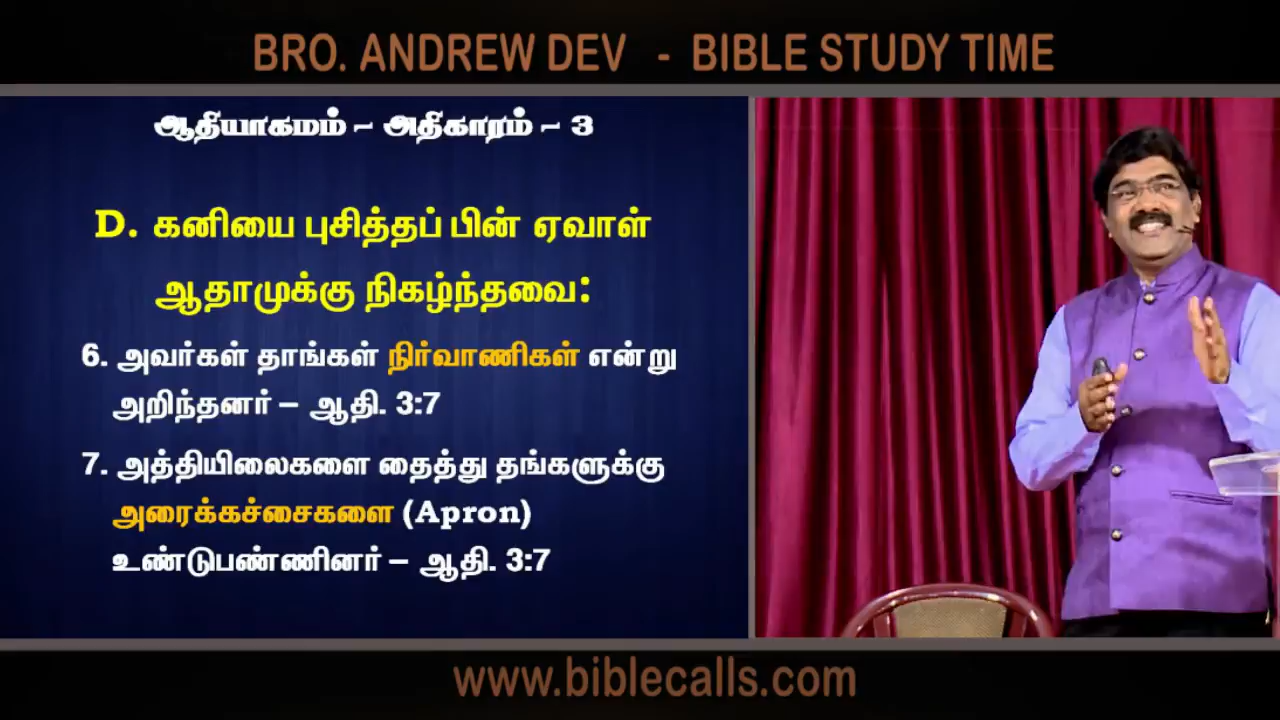 BRO. ANDREW DEV - BIBLE STUDY TIME
ஆதியாகமம் – அதிகாரம் – 3
D. கனியை புசித்தப் பின் ஏவாள்
ஆதாமுக்கு நிகழ்ந்தவை:
6. அவர்கள் தாங்கள் நிர்வாணிகள் என்று
அறிந்தனர் – ஆதி. 3:7
7. அத்தியிலைகளை தைத்து தங்களுக்கு
அரைக்கச்சைகளை (Apron)
உண்டுபண்ணினர் – ஆதி. 3:7
www.biblecalls.com